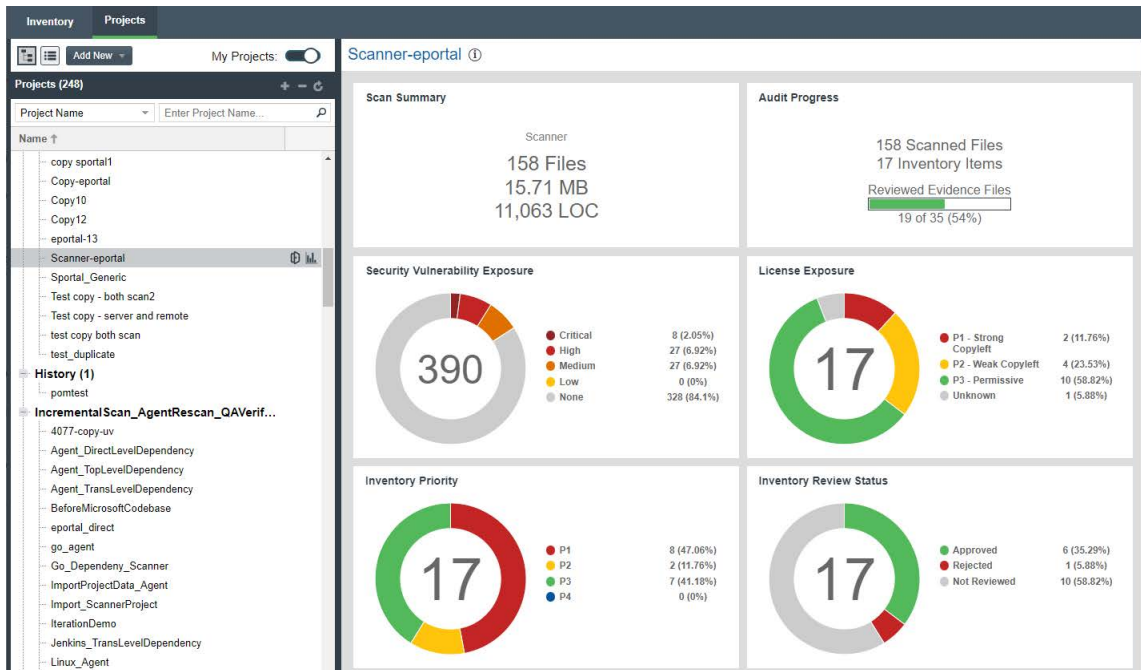 Inventory
Projects
Add New
My Projects:
Projects (248)
Project Name
Enter Project Name...
Name
copy sportal1
Copy-eportal
Copy10
Copy12
eportal-13
Scanner-eportal
Sportal_Generic
Test copy - both scan2
Test copy - server and remote
test copy both scan
test_duplicate
History (1)
pomtest
IncrementalScan_AgentRescan_QAVerif...
4077-copy-uv
Agent_DirectLevelDependency
Agent_TopLevelDependency
Agent_TransLevelDependency
BeforeMicrosoftCodebase
eportal_direct
go_agent
Go_Dependeny_Scanner
ImportProjectData_Agent
Import_ScannerProject
IterationDemo
Jenkins_TransLevelDependency
Linux_Agent
Scanner-eportal
Scan Summary
Scanner
158 Files
15.71 MB
11,063 LOC
Audit Progress
158 Scanned Files
17 Inventory Items
Reviewed Evidence Files
19 of 35 (54%)
Security Vulnerability Exposure
390
Critical 8 (2.05%)
High 27 (6.92%)
Medium 27 (6.92%)
Low 0 (0%)
None 328 (84.1%)
License Exposure
17
P1 - Strong Copyleft 2 (11.76%)
P2 - Weak Copyleft 4 (23.53%)
P3 - Permissive 10 (58.82%)
Unknown 1 (5.88%)
Inventory Priority
17
P1 8 (47.06%)
P2 2 (11.76%)
P3 7 (41.18%)
P4 0 (0%)
Inventory Review Status
17
Approved 6 (35.29%)
Rejected 1 (5.88%)
Not Reviewed 10 (58.82%)